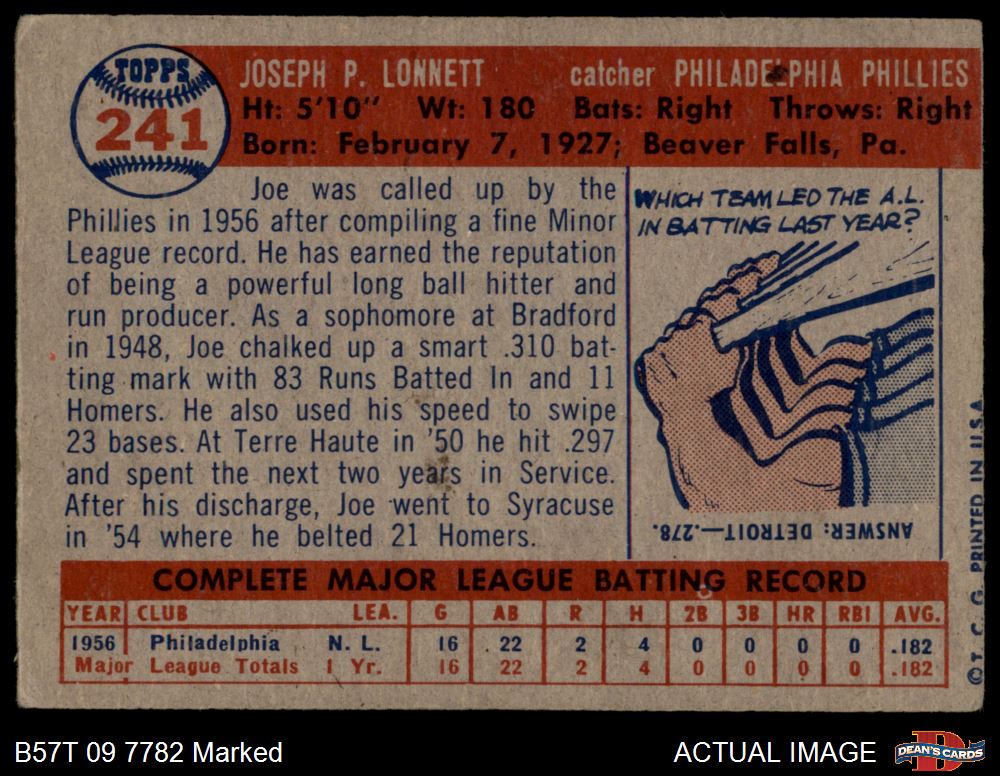 TOPPS
241
JOSEPH P. LONNETT catcher PHILADELPHIA PHILLIES
Ht: 5'10" Wt: 180 Bats: Right Throws: Right
Born: February 7, 1927; Beaver Falls, Pa.
Joe was called up by the
Phillies in 1956 after compiling a fine Minor
League record. He has earned the reputation
of being a powerful long ball hitter and
run producer. As a sophomore at Bradford
in 1948, Joe chalked up a smart .310 bat-
ting mark with 83 Runs Batted In and 11
Homers. He also used his speed to swipe
23 bases. At Terre Haute in '50 he hit .297
and spent the next two years in Service.
After his discharge, Joe went to Syracuse
in '54 where he belted 21 Homers.
WHICH TEAM LED THE A.L.
IN BATTING LAST YEAR?
ANSWER: DETROIT—.278.
©T. C. G. PRINTED IN U.S.A.
COMPLETE MAJOR LEAGUE BATTING RECORD
YEAR CLUB LEA. G AB R H 2B 3B HR RBI AVG.
1956 Philadelphia N. L. 16 22 2 4 0 0 0 0 .182
Major League Totals 1 Yr. 16 22 2 4 0 0 0 0 .182
B57T 09 7782 Marked
ACTUAL IMAGE
DEAN'S CARDS